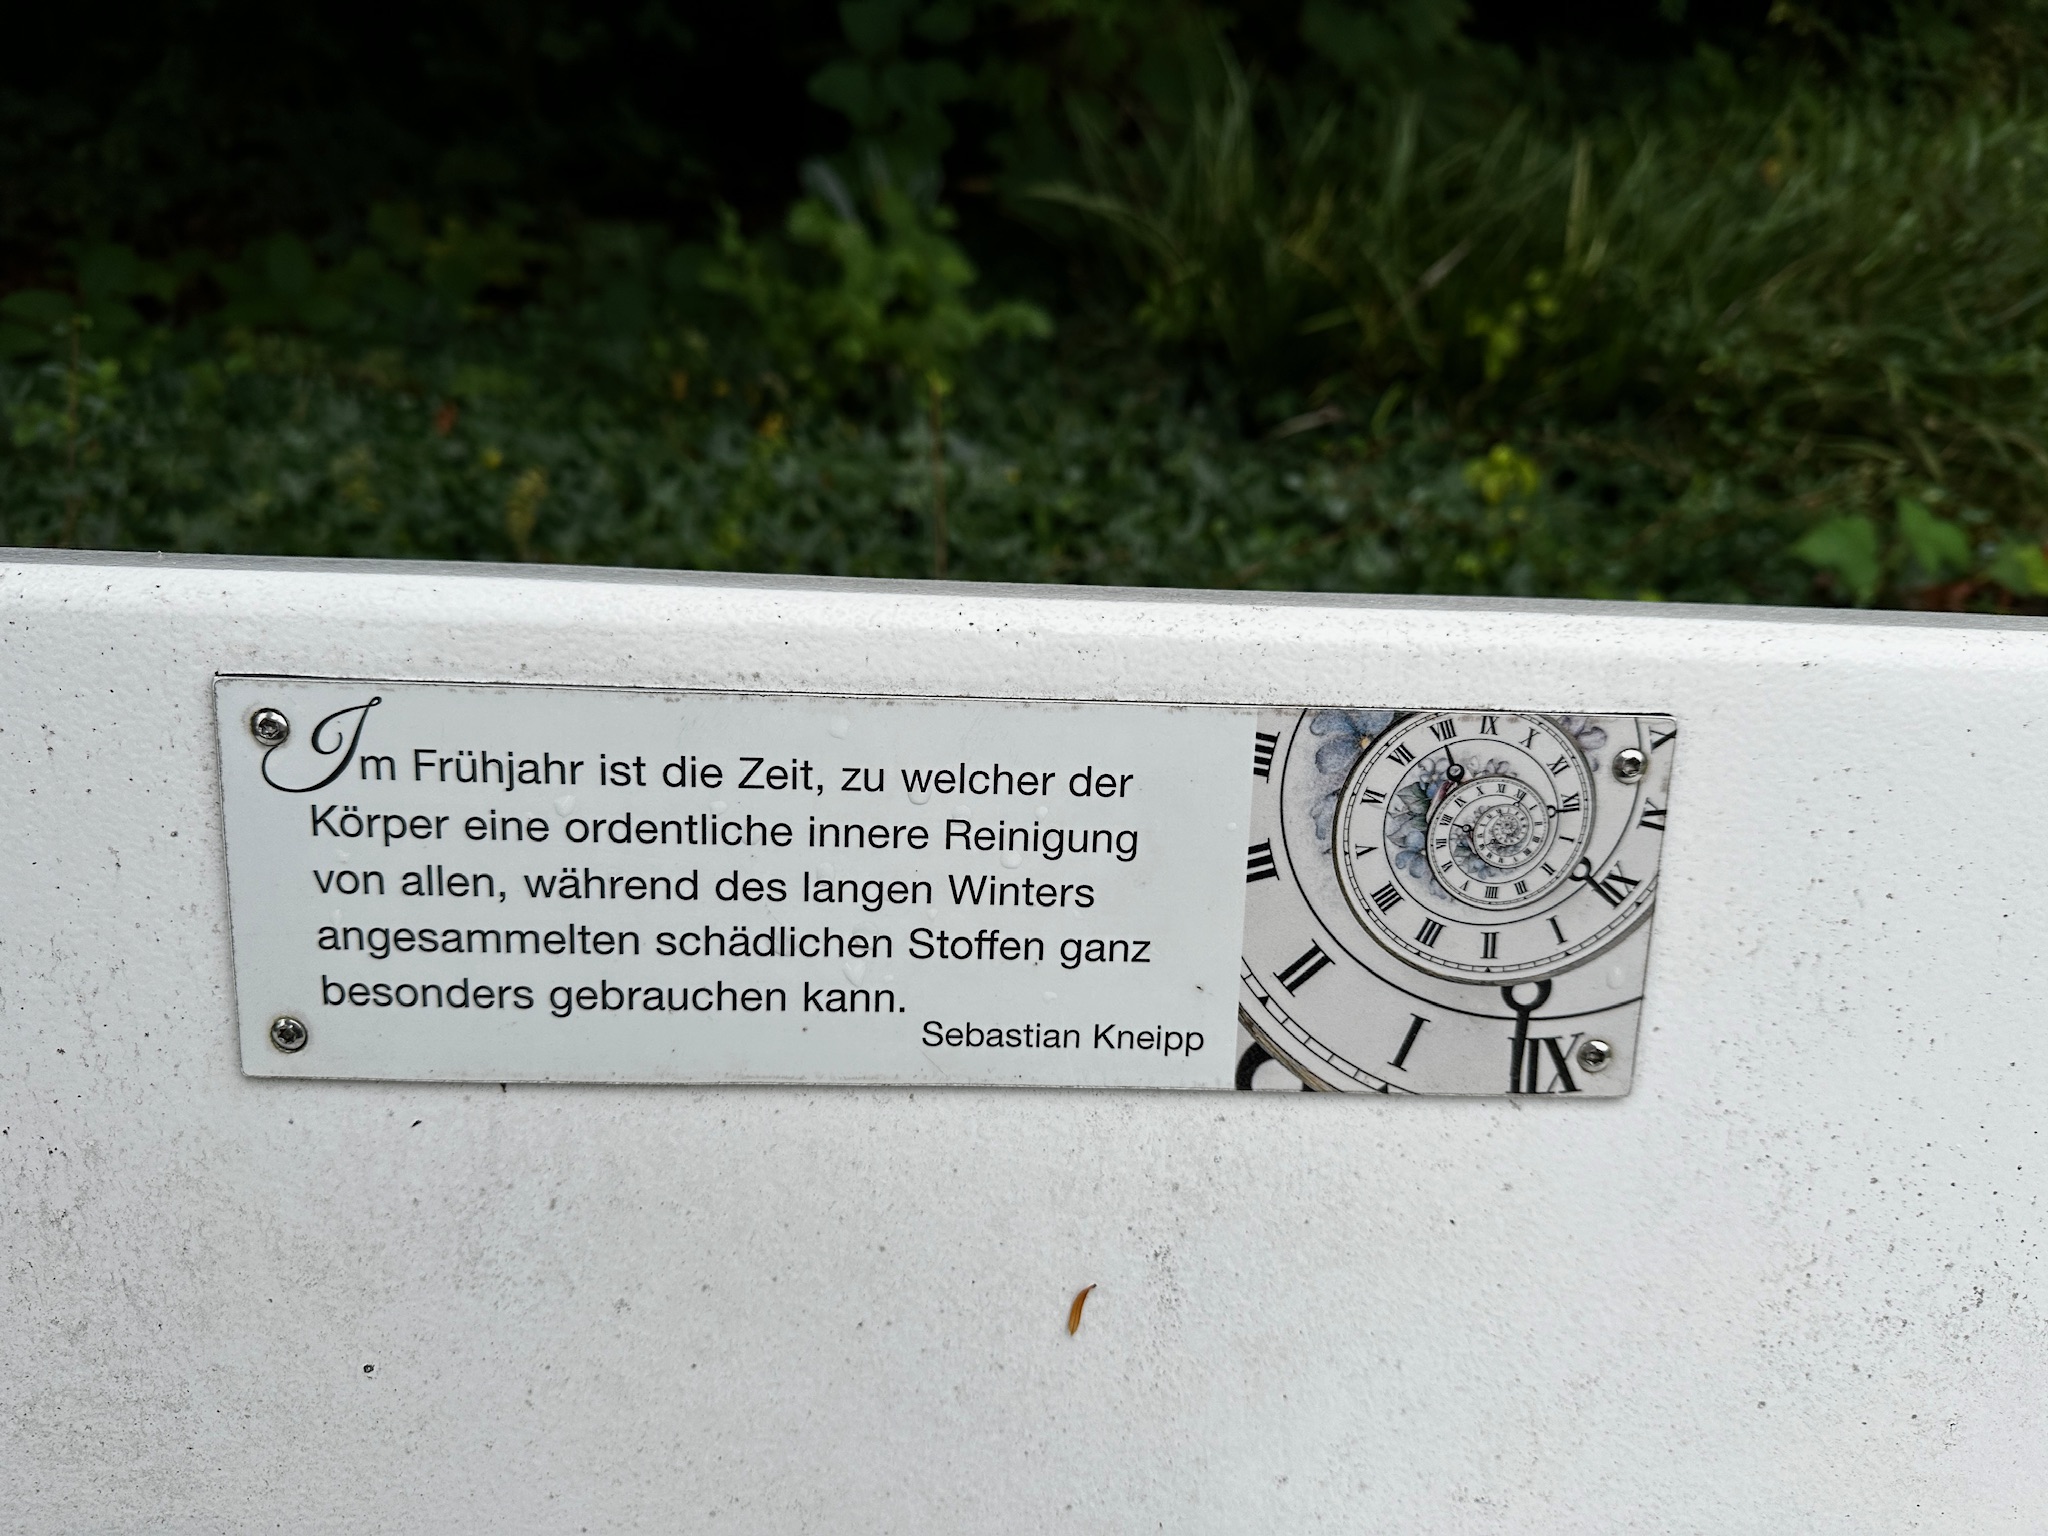 Im Frühjahr ist die Zeit, zu welcher der
Körper eine ordentliche innere Reinigung
von allen, während des langen Winters
angesammelten schädlichen Stoffen ganz
besonders gebrauchen kann.
Sebastian Kneipp